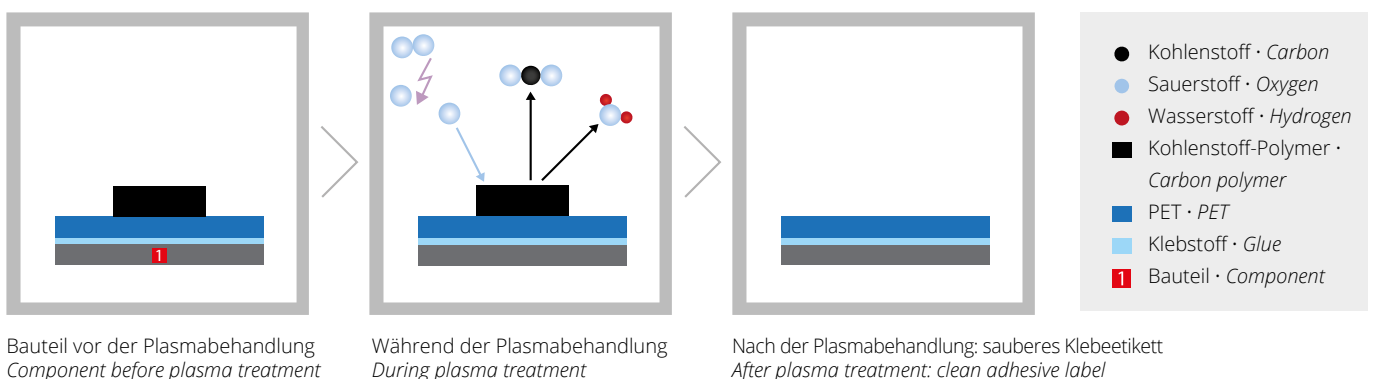 1
Bauteil vor der Plasmabehandlung
Component before plasma treatment
Während der Plasmabehandlung
During plasma treatment
Nach der Plasmabehandlung: sauberes Klebeetikett
After plasma treatment: clean adhesive label
Kohlenstoff · Carbon
Sauerstoff · Oxygen
Wasserstoff · Hydrogen
Kohlenstoff-Polymer ·
Carbon polymer
PET · PET
Klebstoff · Glue
1 Bauteil · Component